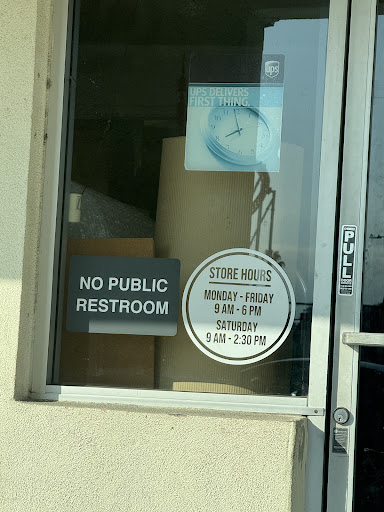 ups
UPS DELIVERS
FIRST THING.
STORE HOURS
MONDAY - FRIDAY
9 AM - 6 PM
SATURDAY
9 AM - 2:30 PM
NO PUBLIC
RESTROOM
PULL